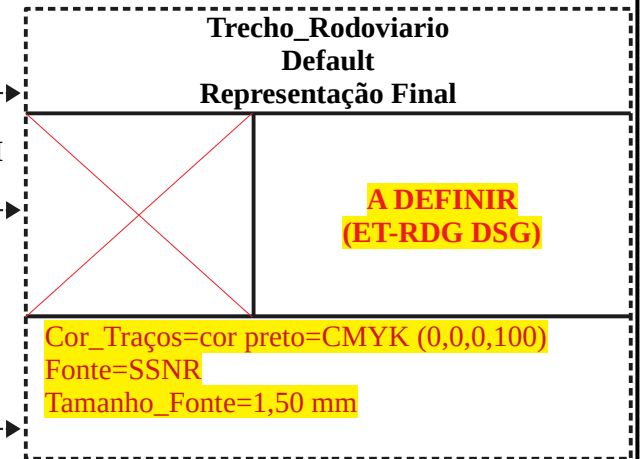 Trecho_Rodoviario
Default
Representação Final
A DEFINIR
(ET-RDG DSG)
Cor_Traços=cor preto=CMYK (0,0,0,100)
Fonte=SSNR
Tamanho_Fonte=1,50 mm